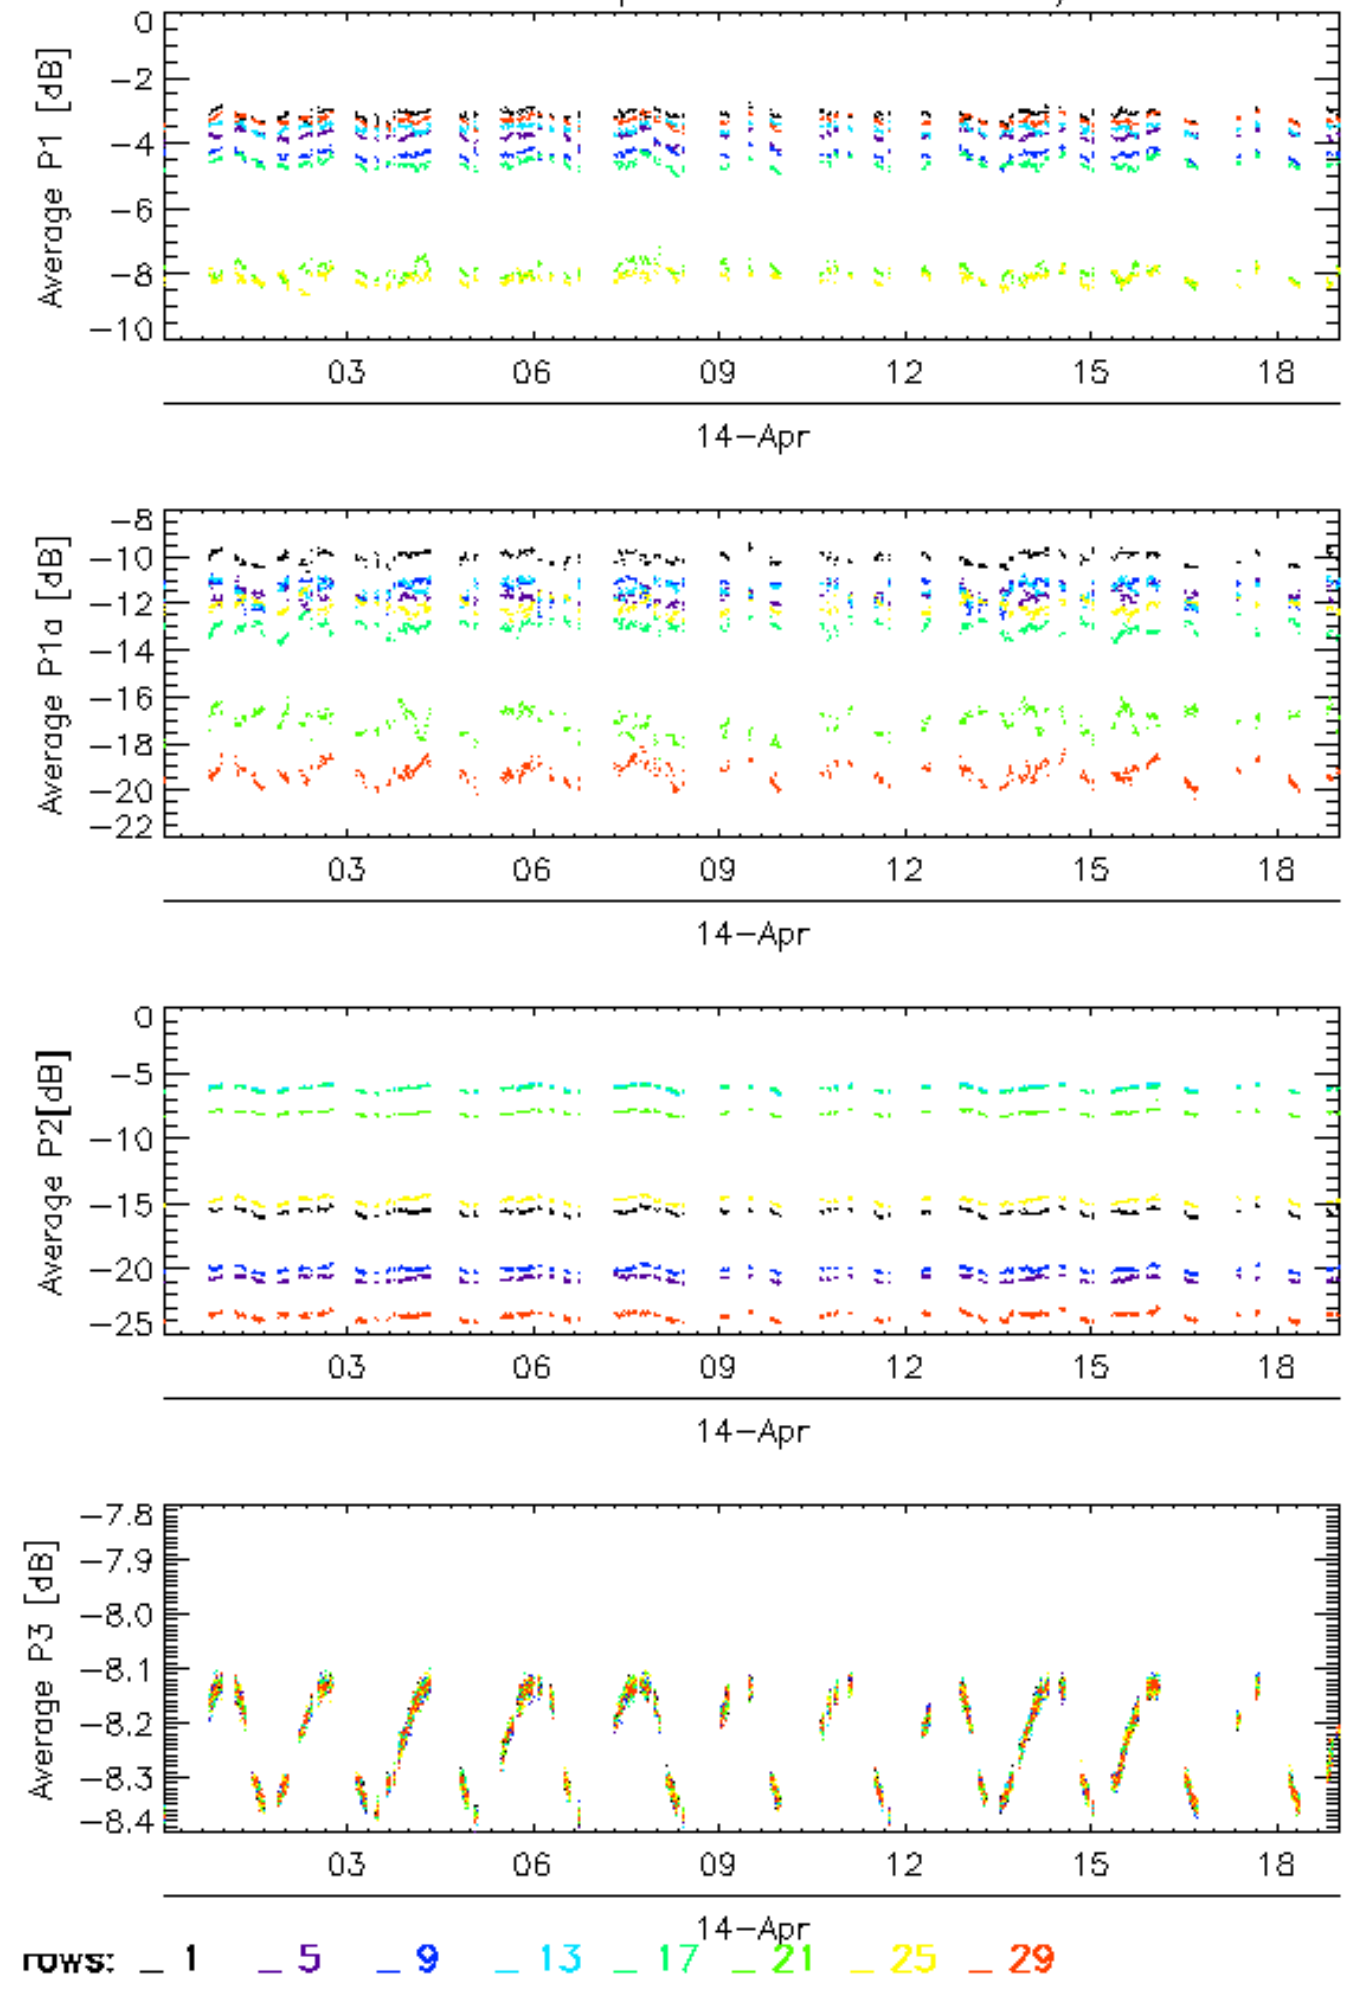 0
−2
−4
−6
−8
−10
Average P1 [dB]
03 06 09 12 15 18
14−Apr
−8
−10
−12
−14
−16
−18
−20
−22
Average P1a [dB]
03 06 09 12 15 18
14−Apr
0
−5
−10
−15
−20
−25
Average P2[dB]
03 06 09 12 15 18
14−Apr
−7.8
−7.9
−8.0
−8.1
−8.2
−8.3
−8.4
Average P3 [dB]
03 06 09 12 15 18
14−Apr
rows: _ 1 _ 5 _ 9 _ 13 _ 17 _ 21 _ 25 _ 29